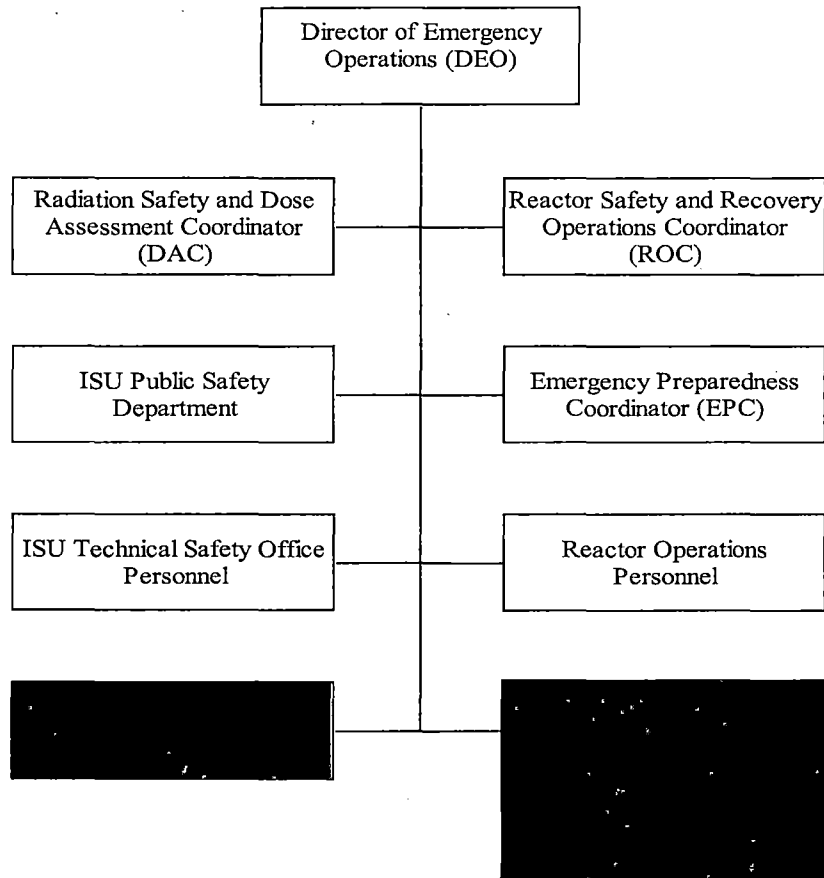 Director of Emergency
Operations (DEO)
Radiation Safety and Dose
Assessment Coordinator
(DAC)
Reactor Safety and Recovery
Operations Coordinator
(ROC)
ISU Public Safety
Department
Emergency Preparedness
Coordinator (EPC)
ISU Technical Safety Office
Personnel
Reactor Operations
Personnel